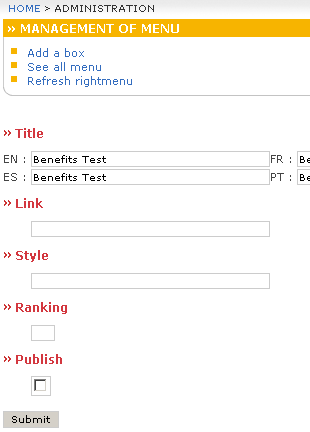 HOME > ADMINISTRATION
» MANAGEMENT OF MENU
Add a box
See all menu
Refresh rightmenu
» Title
EN : Benefits Test FR : Be
ES : Benefits Test PT : Be
» Link
» Style
» Ranking
» Publish
Submit